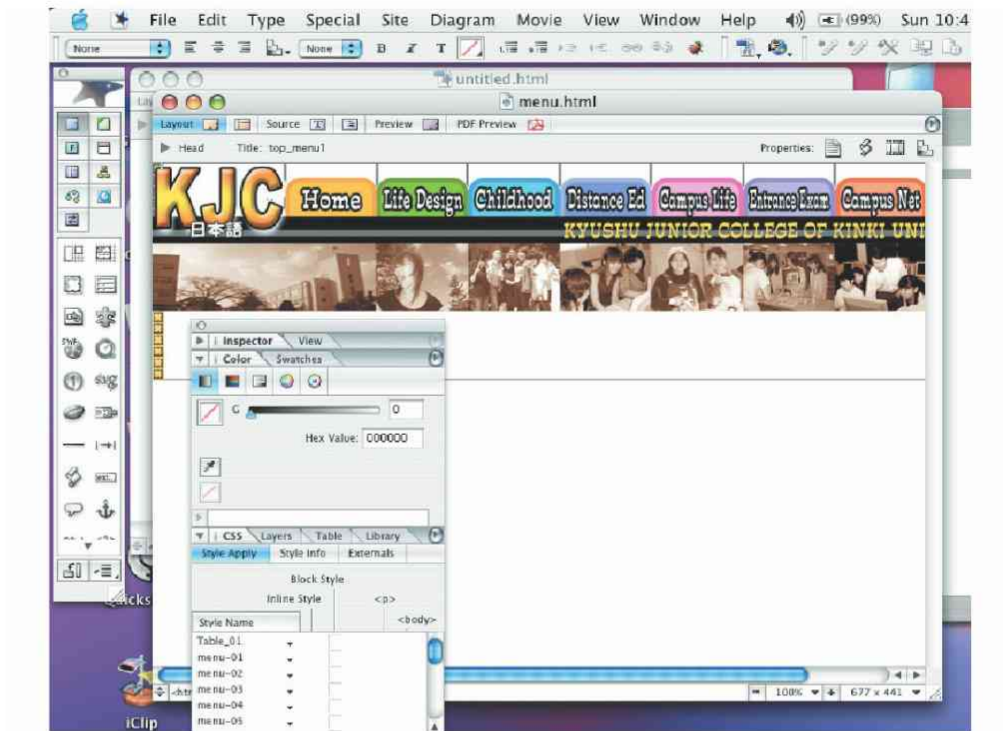 File Edit Type Special Site Diagram Movie View Window Help (99%) Sun 10:4
None None B I T
untitled.html
menu.html
Layout Source Preview PDF Preview
Head Title: top_menu1 Properties:
KJC Home Life Design Childhood Distance Ed Campus Life Entrance Exam Campus Net
日本語 KYUSHU JUNIOR COLLEGE OF KINKI UNI
Inspector View
Color Swatches
G 0
Hex Value: 000000
CSS Layers Table Library
Style Apply Style Info Externals
Block Style
Inline Style <p>
Style Name <body>
Table_01
menu-01
menu-02
menu-03
menu-04
menu-05
100% 677 x 441
iClip